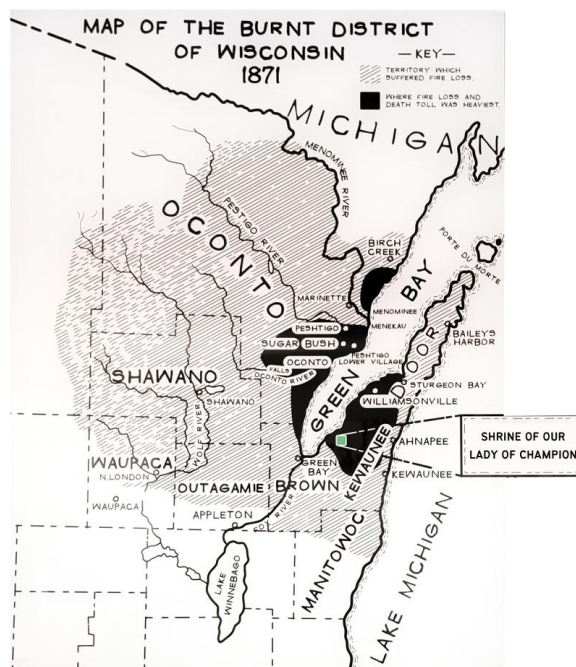 MAP OF THE BURNT DISTRICT
OF WISCONSIN
1871
— KEY —
TERRITORY WHICH
SUFFERED FIRE LOSS.
WHERE FIRE LOSS AND
DEATH TOLL WAS HEAVIEST.
MICHIGAN
MENOMINEE RIVER
OCONTO
PESTIGO RIVER
PORTE DU MORTE
BIRCH
CREEK
GREEN BAY
MARINETTE
MENOMINEE
PESHTIGO
MENEKAU
DOOR
BAILEYS
HARBOR
SUGAR BUSH
PESHTIGO
LOWER VILLAGE
OCONTO
FALLS
OCONTO RIVER
SHAWANO
SHAWANO
STURGEON BAY
WILLIAMSONVILLE
WOLF RIVER
AHNAPEE
SHRINE OF OUR
LADY OF CHAMPION
KEWAUNEE
WAUPACA
N. LONDON
GREEN
BAY
KEWAUNEE
OUTAGAMIE
BROWN
WAUPACA
APPLETON
FOX RIVER
MANITOWOC
LAKE
WINNEBAGO
LAKE MICHIGAN